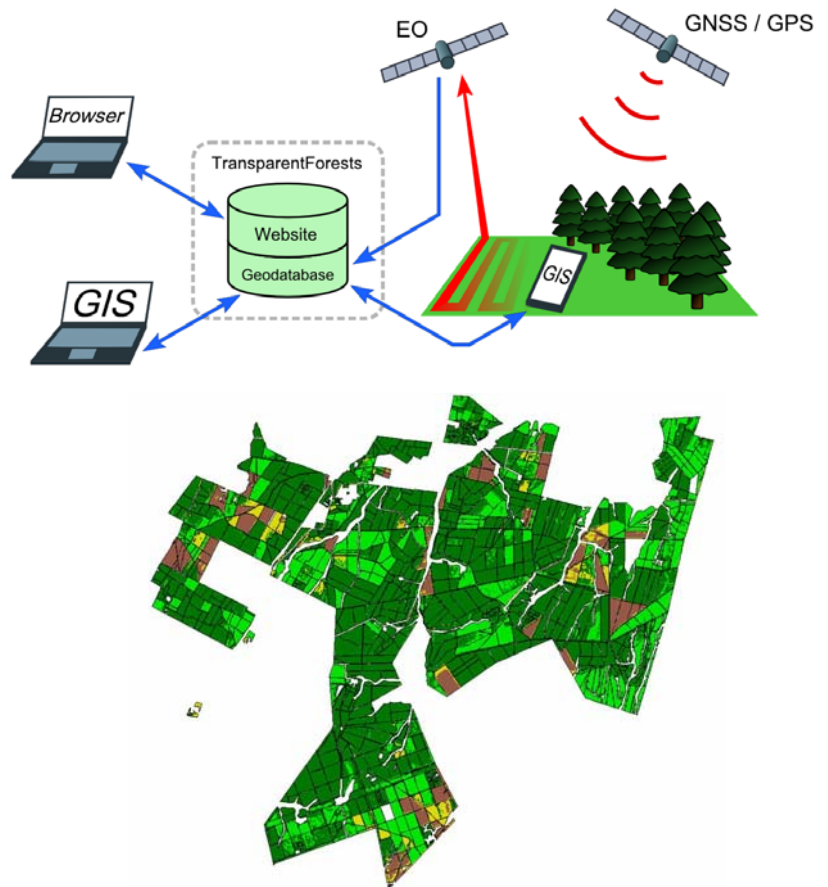 EO
GNSS / GPS
Browser
TransparentForests
Website
Geodatabase
GIS
GIS